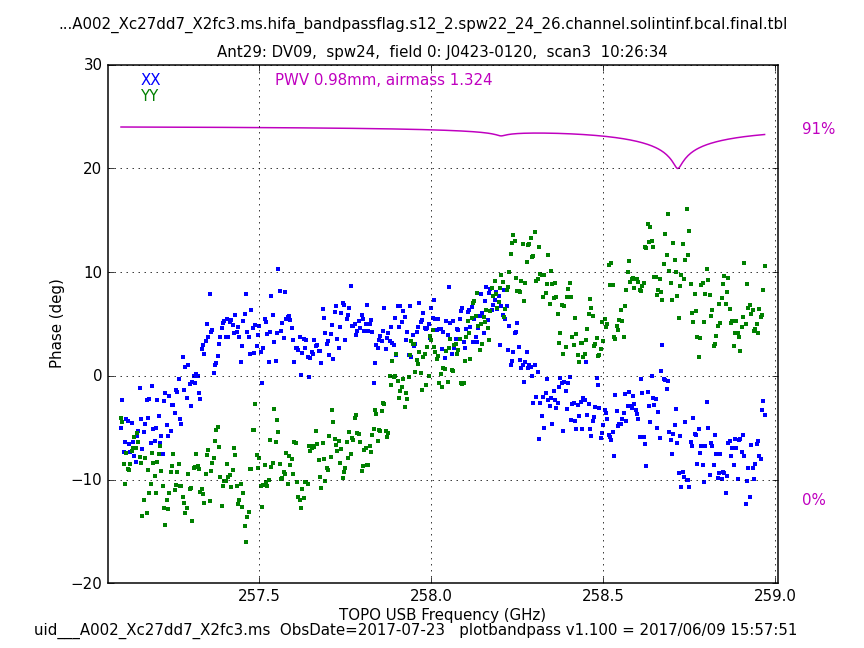 ...A002_Xc27dd7_X2fc3.ms.hifa_bandpassflag.s12_2.spw22_24_26.channel.solintinf.bcal.final.tbl
Ant29: DV09, spw24, field 0: J0423-0120, scan3 10:26:34
XX
YY
PWV 0.98mm, airmass 1.324
91%
0%
Phase (deg)
30
20
10
0
−10
−20
257.5 258.0 258.5 259.0
TOPO USB Frequency (GHz)
uid___A002_Xc27dd7_X2fc3.ms ObsDate=2017-07-23 plotbandpass v1.100 = 2017/06/09 15:57:51